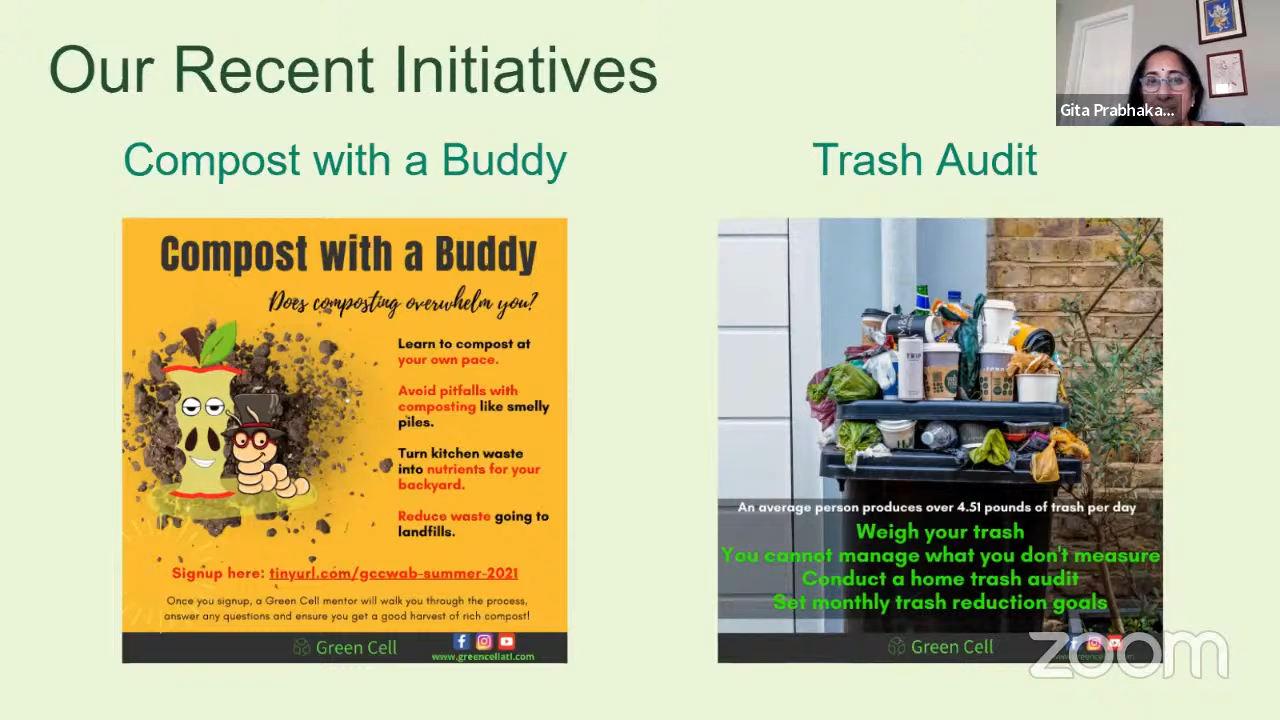 Our Recent Initiatives
Gita Prabhaka...
Compost with a Buddy
Compost with a Buddy
Does composting overwhelm you?
Learn to compost at
your own pace.
Avoid pitfalls with
composting like smelly
piles.
Turn kitchen waste
into nutrients for your
backyard.
Reduce waste going to
landfills.
Signup here: tinyurl.com/gccwab-summer-2021
Once you signup, a Green Cell mentor will walk you through the process,
answer any questions and ensure you get a good harvest of rich compost!
Green Cell
www.greencellatl.com
Trash Audit
An average person produces over 4.51 pounds of trash per day
Weigh your trash
You cannot manage what you don't measure
Conduct a home trash audit
Set monthly trash reduction goals
Green Cell
zoom